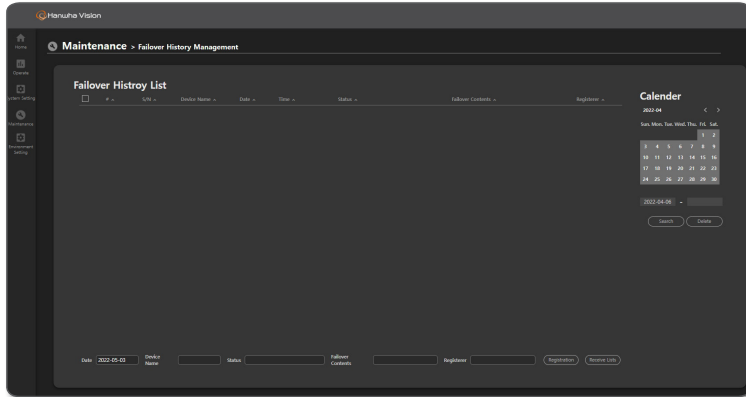 Hanwha Vision
Home
Operate
System Setting
Maintenance
Environment
Setting
Maintenance > Failover History Management
Failover Histroy List
# S/N Device Name Date Time Status Failover Contents Registerer
Calender
2022-04 < >
Sun. Mon. Tue. Wed. Thu. Fri. Sat.
1 2
3 4 5 6 7 8 9
10 11 12 13 14 15 16
17 18 19 20 21 22 23
24 25 26 27 28 29 30
2022-04-06 ~
Search Delete
Date 2022-05-03 Device Name Status Failover Contents Registerer Registration Receive Lists